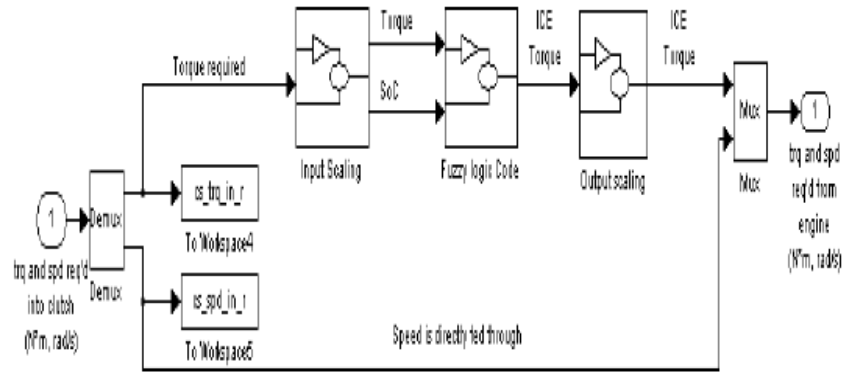 Torque
ICE
Torque
ICE
Torque
Torque required
SoC
Mux
1
Input Scaling
Fuzzy logic Code
Output scaling
Mux
trq and spd
req'd from
engine
(N*m, rad/s)
cs_trq_in_r
To Workspace4
1
Demux
trq and spd req'd
into clutch
(N*m, rad/s)
Demux
cs_spd_in_r
To Workspace5
Speed is directly fed through